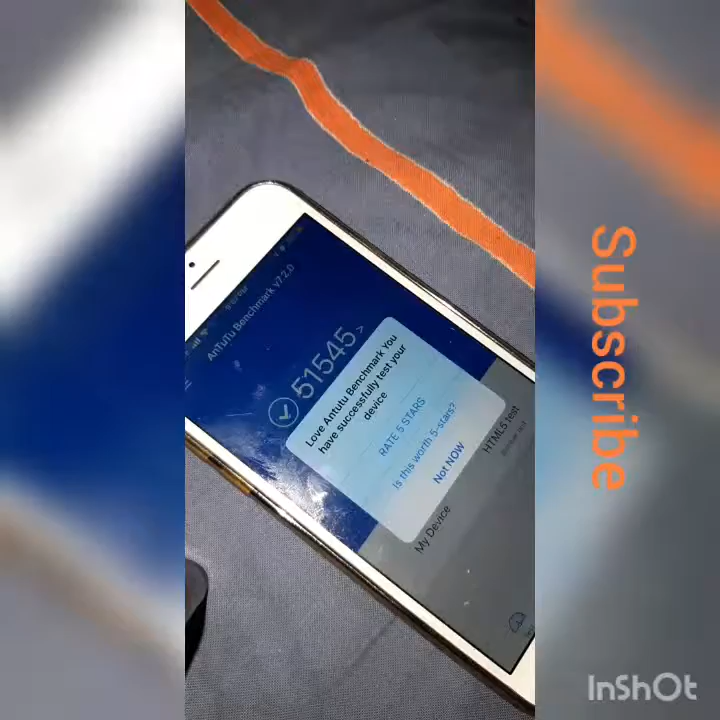 AnTuTu Benchmark v7.2.0
51545 >
Love Antutu Benchmark You
have successfully test your
device
RATE 5 STARS
Is this worth 5-stars?
Not NOW
HTML5 test
My Device
Subscribe
InShOt